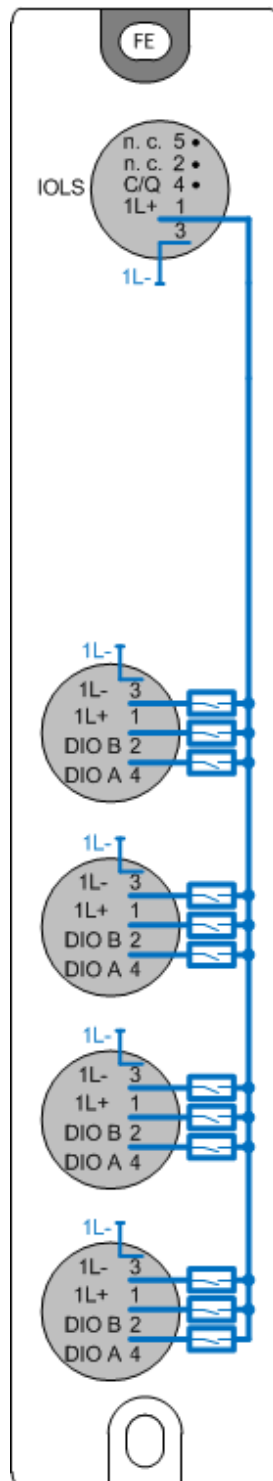 FE
n. c. 5
n. c. 2
IOLS C/Q 4
1L+ 1
3
1L-
1L-
1L- 3
1L+ 1
DIO B 2
DIO A 4
1L-
1L- 3
1L+ 1
DIO B 2
DIO A 4
1L-
1L- 3
1L+ 1
DIO B 2
DIO A 4
1L-
1L- 3
1L+ 1
DIO B 2
DIO A 4